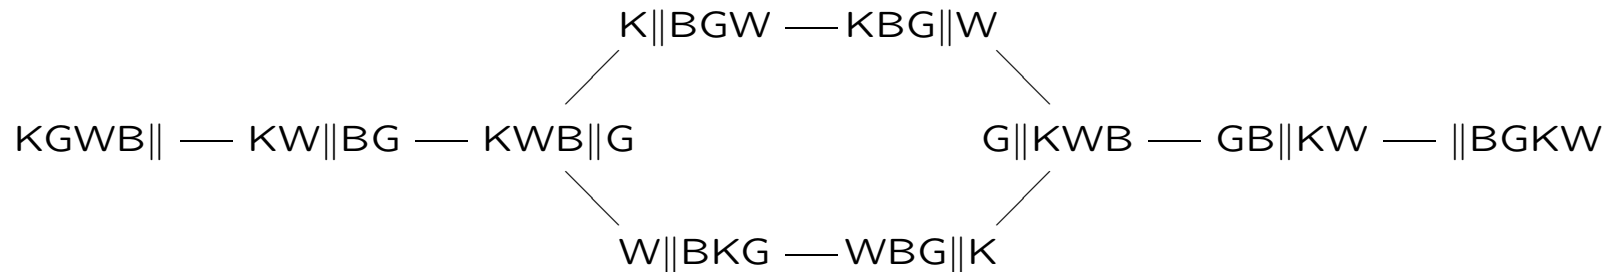 K||BGW — KBG||W
KGWB|| — KW||BG — KWB||G G||KWB — GB||KW — ||BGKW
W||BKG — WBG||K